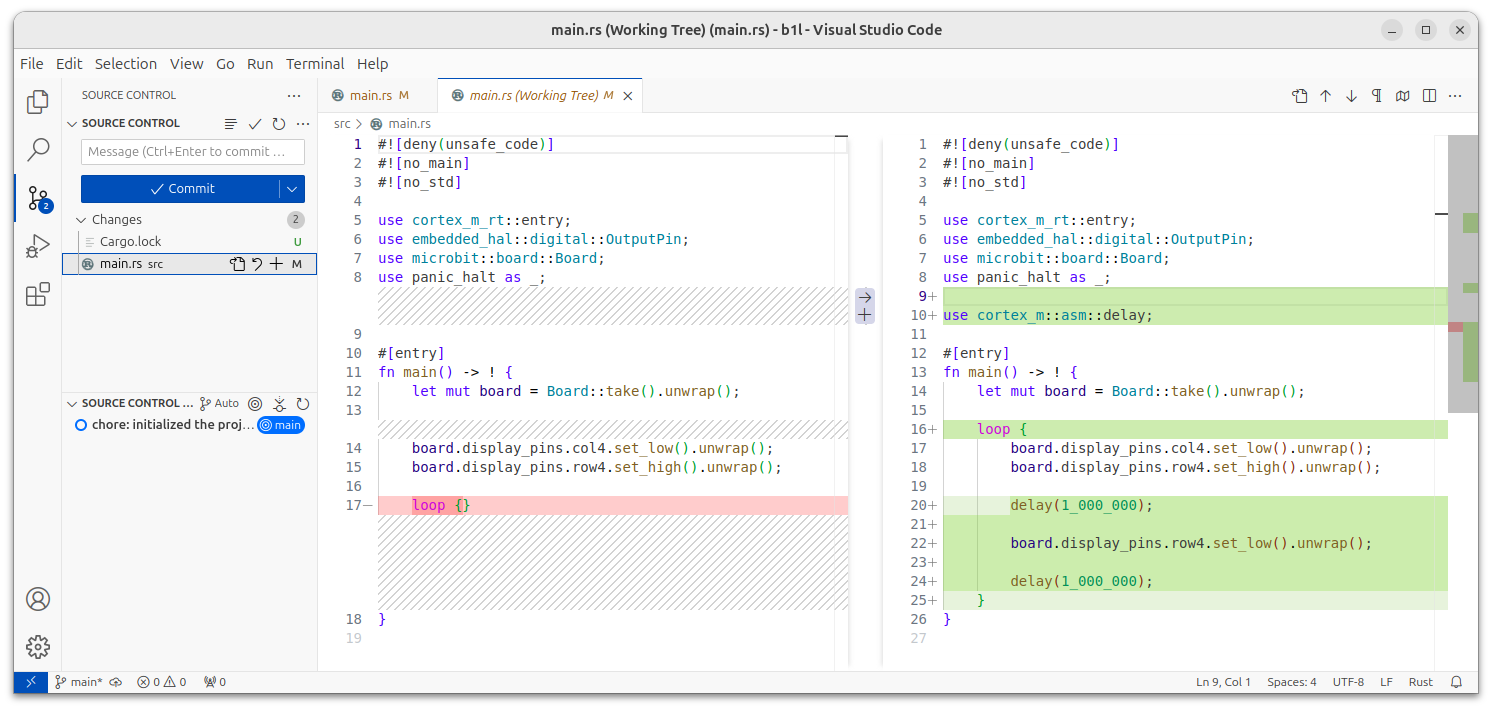 main.rs (Working Tree) (main.rs) - b1l - Visual Studio Code
File Edit Selection View Go Run Terminal Help
SOURCE CONTROL
SOURCE CONTROL
Message (Ctrl+Enter to commit ...
Commit
Changes 2
Cargo.lock U
main.rs src M
2
SOURCE CONTROL ... Auto
chore: initialized the proj... main
main.rs M
main.rs (Working Tree) M
src > main.rs
1 #![deny(unsafe_code)]
2 #![no_main]
3 #![no_std]
4
5 use cortex_m_rt::entry;
6 use embedded_hal::digital::OutputPin;
7 use microbit::board::Board;
8 use panic_halt as _;
9
10 #[entry]
11 fn main() -> ! {
12     let mut board = Board::take().unwrap();
13
14     board.display_pins.col4.set_low().unwrap();
15     board.display_pins.row4.set_high().unwrap();
16
17—     loop {}
18 }
19
1 #![deny(unsafe_code)]
2 #![no_main]
3 #![no_std]
4
5 use cortex_m_rt::entry;
6 use embedded_hal::digital::OutputPin;
7 use microbit::board::Board;
8 use panic_halt as _;
9+
10+ use cortex_m::asm::delay;
11
12 #[entry]
13 fn main() -> ! {
14     let mut board = Board::take().unwrap();
15
16+     loop {
17         board.display_pins.col4.set_low().unwrap();
18         board.display_pins.row4.set_high().unwrap();
19
20+         delay(1_000_000);
21+
22+         board.display_pins.row4.set_low().unwrap();
23+
24+         delay(1_000_000);
25+     }
26 }
27
main* 0 0 0 Ln 9, Col 1 Spaces: 4 UTF-8 LF Rust